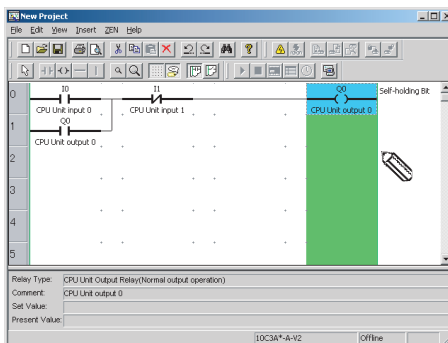 New Project
File Edit View Insert ZEN Help
0
I0
I1
Q0
Self-holding Bit
CPU Unit input 0
CPU Unit input 1
CPU Unit output 0
1
Q0
CPU Unit output 0
2
3
4
5
Relay Type: CPU Unit Output Relay(Normal output operation)
Comment: CPU Unit output 0
Set Value:
Present Value:
10C3A*-A-V2 Offline